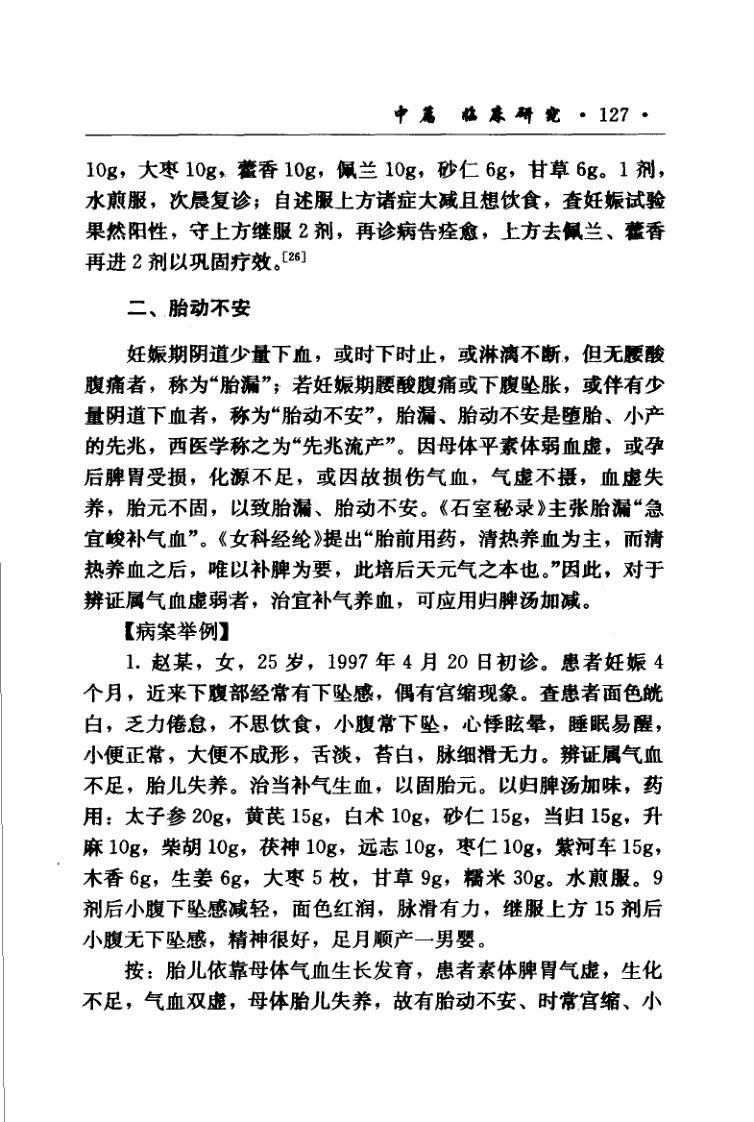 中篇 临床研究 · 127 ·
10g，大枣 10g、藿香 10g，佩兰 10g，砂仁 6g，甘草 6g。1 剂，
水煎服，次晨复诊；自述服上方诸症大减且想饮食，查妊娠试验
果然阳性，守上方继服 2 剂，再诊病告痊愈，上方去佩兰、藿香
再进 2 剂以巩固疗效。[26]
二、胎动不安
妊娠期阴道少量下血，或时下时止，或淋漓不断，但无腰酸
腹痛者，称为“胎漏”；若妊娠期腰酸腹痛或下腹坠胀，或伴有少
量阴道下血者，称为“胎动不安”，胎漏、胎动不安是堕胎、小产
的先兆，西医学称之为“先兆流产”。因母体平素体弱血虚，或孕
后脾胃受损，化源不足，或因故损伤气血，气虚不摄，血虚失
养，胎元不固，以致胎漏、胎动不安。《石室秘录》主张胎漏“急
宜峻补气血”。《女科经纶》提出“胎前用药，清热养血为主，而清
热养血之后，唯以补脾为要，此培后天元气之本也。”因此，对于
辨证属气血虚弱者，治宜补气养血，可应用归脾汤加减。
【病案举例】
1. 赵某，女，25 岁，1997 年 4 月 20 日初诊。患者妊娠 4
个月，近来下腹部经常有下坠感，偶有宫缩现象。查患者面色㿠
白，乏力倦怠，不思饮食，小腹常下坠，心悸眩晕，睡眠易醒，
小便正常，大便不成形，舌淡，苔白，脉细滑无力。辨证属气血
不足，胎儿失养。治当补气生血，以固胎元。以归脾汤加味，药
用：太子参 20g，黄芪 15g，白术 10g，砂仁 15g，当归 15g，升
麻 10g，柴胡 10g，茯神 10g，远志 10g，枣仁 10g，紫河车 15g，
木香 6g，生姜 6g，大枣 5 枚，甘草 9g，糯米 30g。水煎服。9
剂后小腹下坠感减轻，面色红润，脉滑有力，继服上方 15 剂后
小腹无下坠感，精神很好，足月顺产一男婴。
按：胎儿依靠母体气血生长发育，患者素体脾胃气虚，生化
不足，气血双虚，母体胎儿失养，故有胎动不安、时常宫缩、小